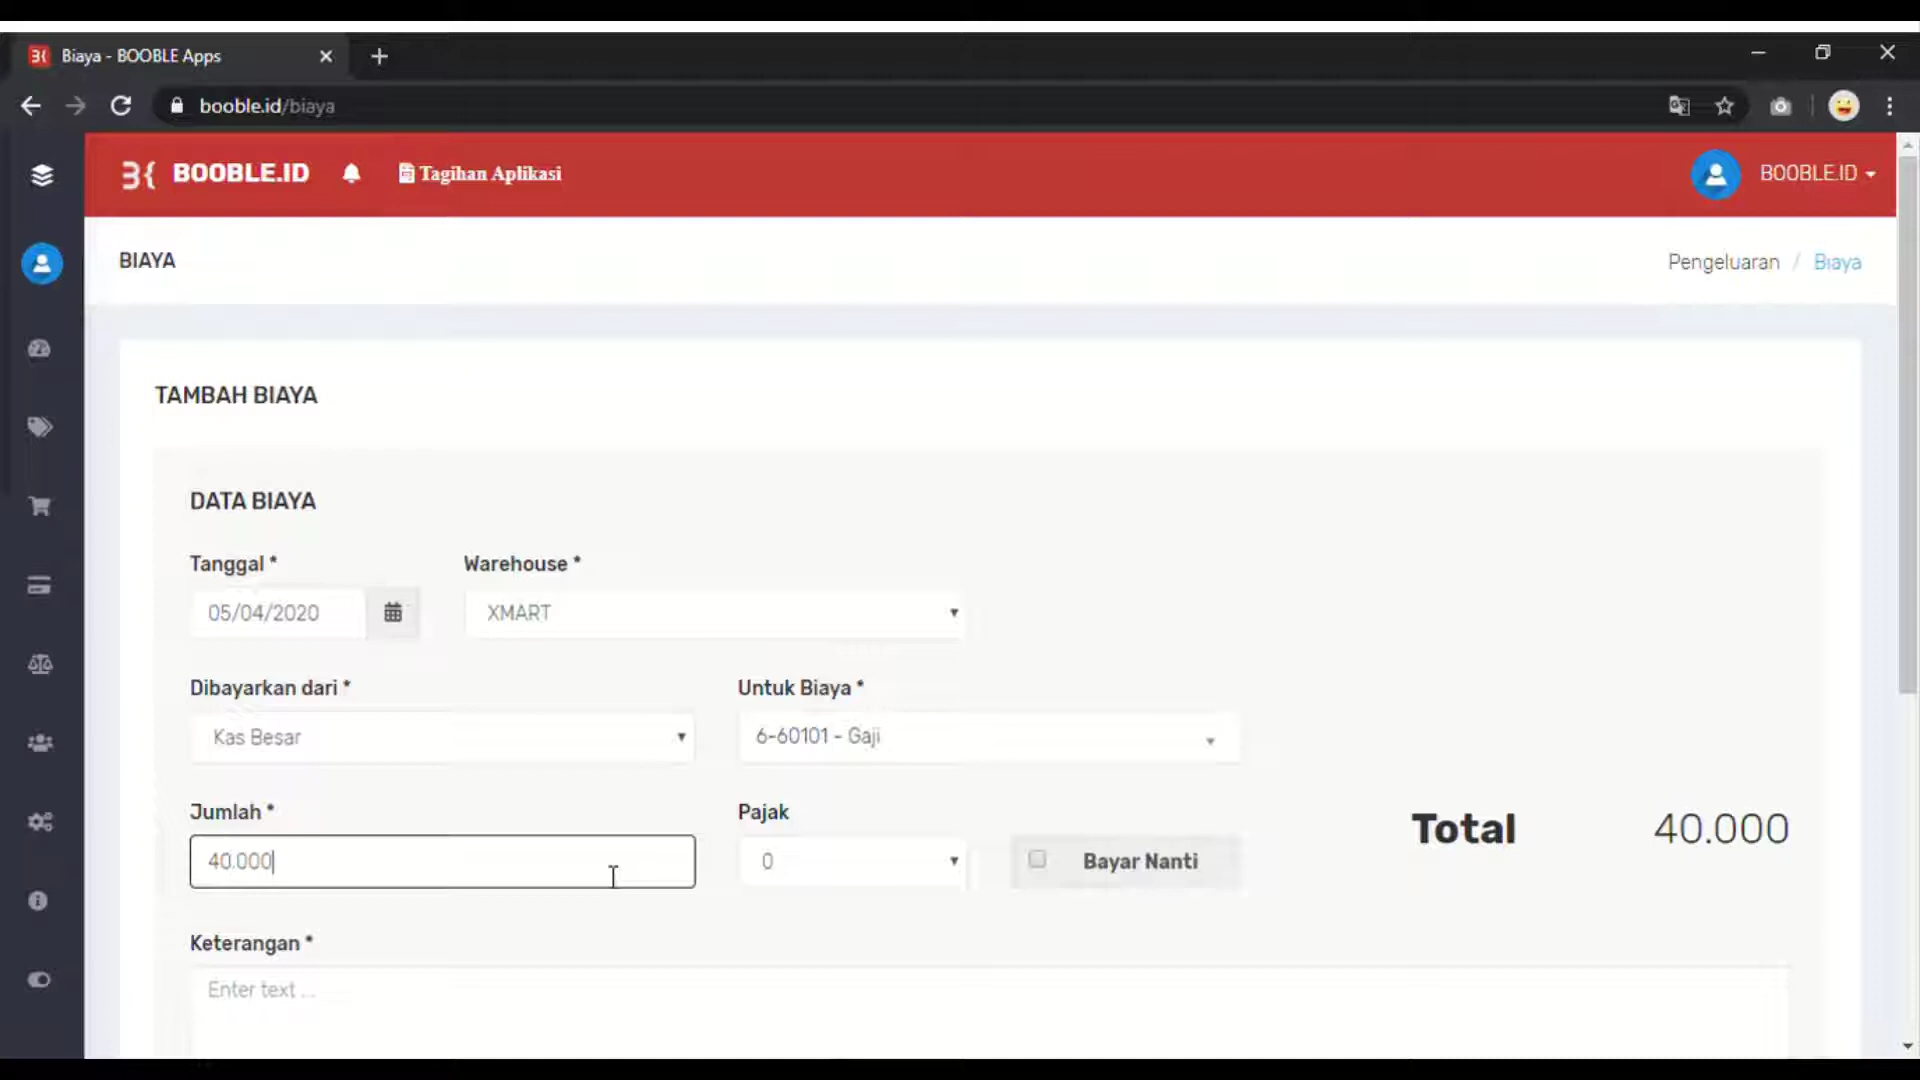 Biaya - BOOBLE Apps
booble.id/biaya
BOOBLE.ID Tagihan Aplikasi BOOBLE.ID
BIAYA Pengeluaran / Biaya
TAMBAH BIAYA
DATA BIAYA
Tanggal * Warehouse *
05/04/2020 XMART
Dibayarkan dari * Untuk Biaya *
Kas Besar 6-60101 - Gaji
Jumlah * Pajak
Total 40.000
40.000 0 Bayar Nanti
Keterangan *
Enter text ...